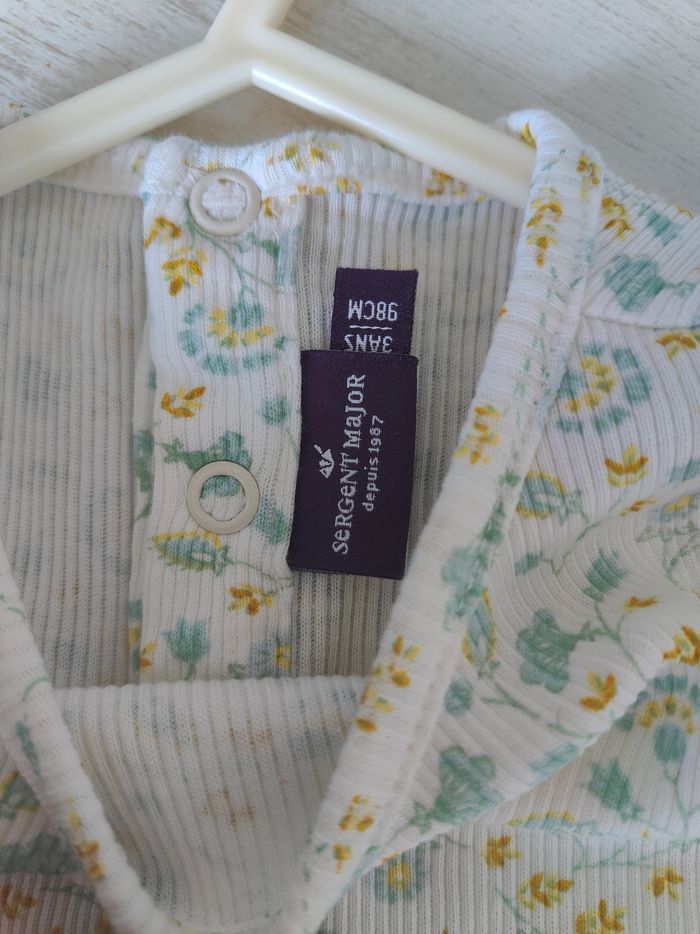 SeRGeNT MaJoR
depuis 1987
3ANS
98CM